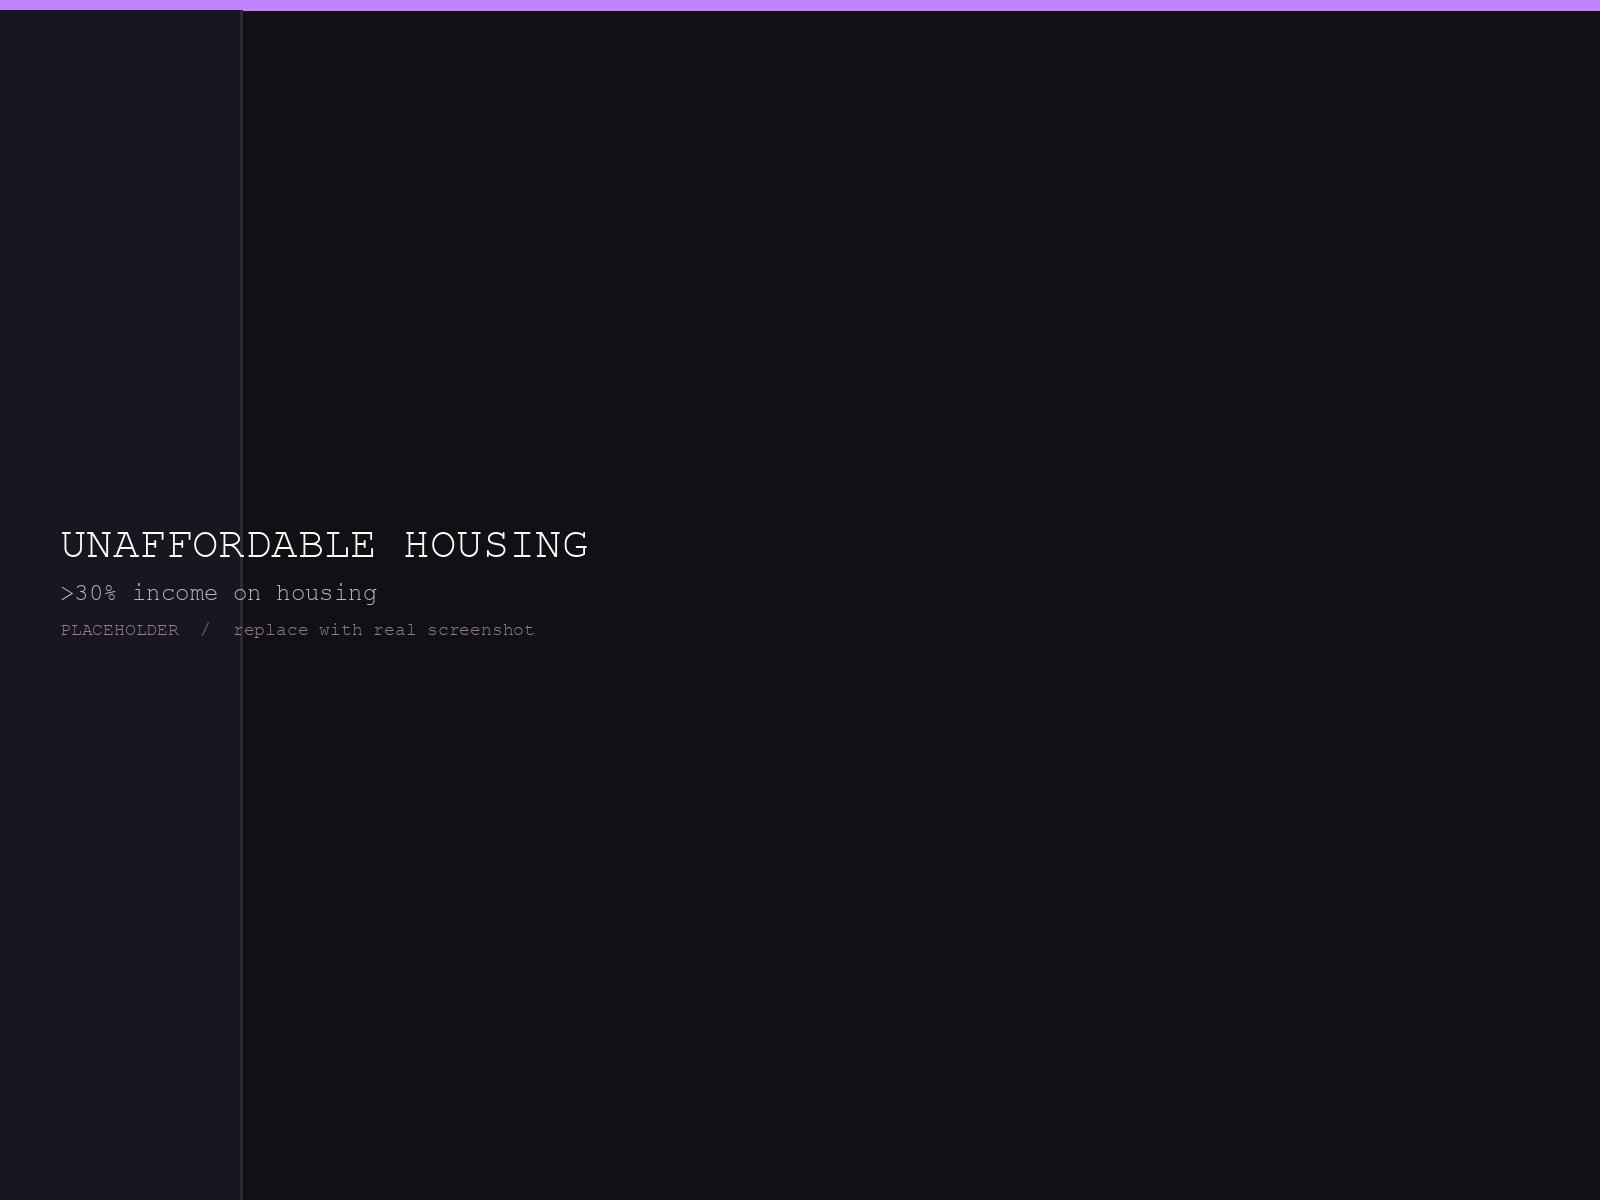 UNAFFORDABLE HOUSING
>30% income on housing
PLACEHOLDER / replace with real screenshot